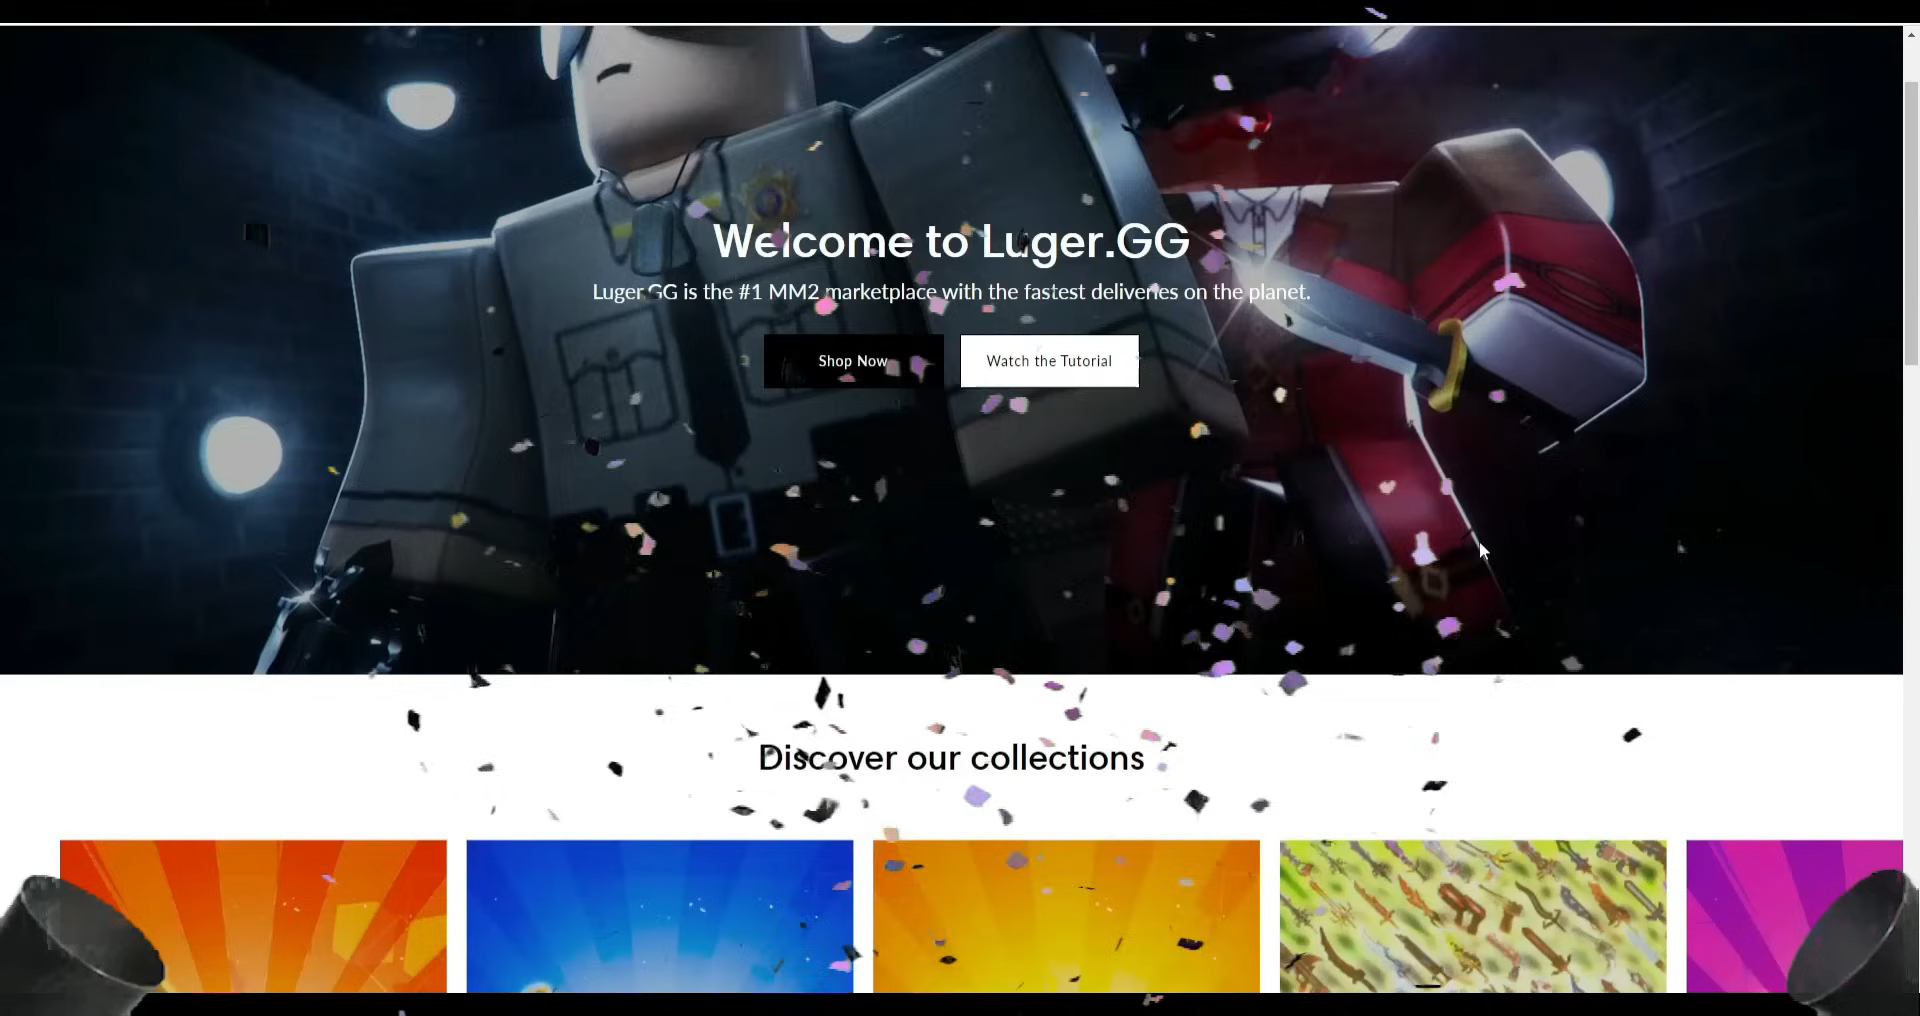 Welcome to Luger.GG
Luger.GG is the #1 MM2 marketplace with the fastest deliveries on the planet.
Shop Now
Watch the Tutorial
Discover our collections